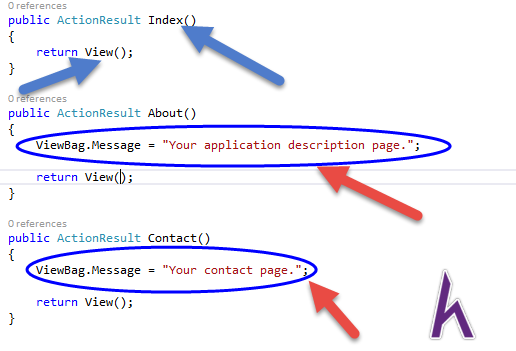 0 references
public ActionResult Index()
{
return View();
}
0 references
public ActionResult About()
{
ViewBag.Message = "Your application description page.";
return View();
}
0 references
public ActionResult Contact()
{
ViewBag.Message = "Your contact page.";
return View();
}